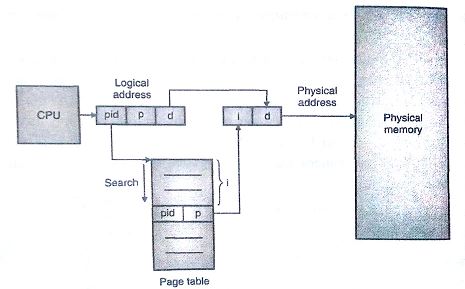 Logical
address
CPU
pid p d
i d
Physical
address
Physical
memory
Search
i
pid p
Page table